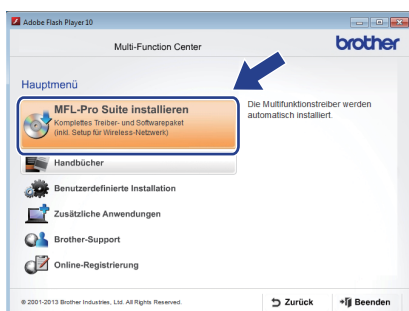 Adobe Flash Player 10
Multi-Function Center
brother
Hauptmenü
MFL-Pro Suite installieren
Komplettes Treiber- und Softwarepaket
(inkl. Setup für Wireless-Netzwerk)
Die Multifunktionstreiber werden
automatisch installiert.
Handbücher
Benutzerdefinierte Installation
Zusätzliche Anwendungen
Brother-Support
Online-Registrierung
© 2001-2013 Brother Industries, Ltd. All Rights Reserved.
Zurück
Beenden